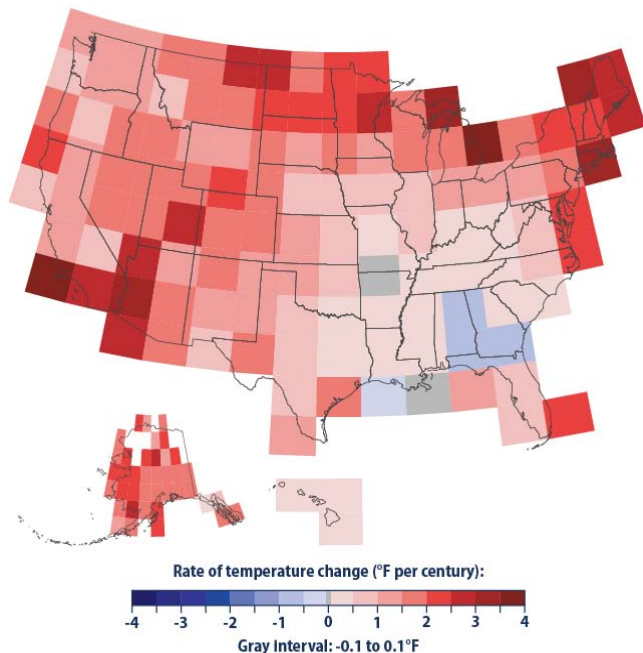 Rate of temperature change (°F per century):
-4 -3 -2 -1 0 1 2 3 4
Gray interval: -0.1 to 0.1°F